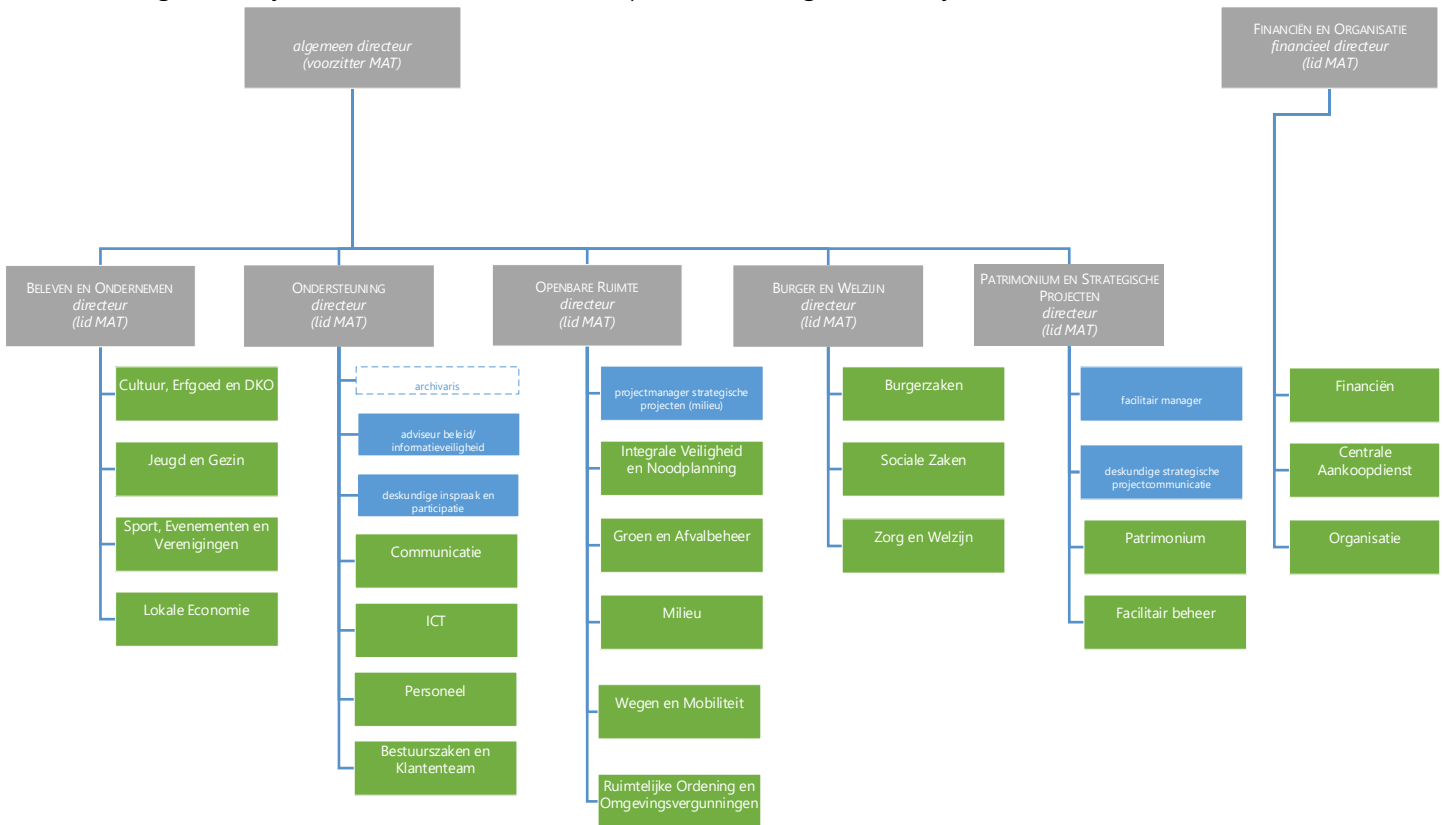 algemeen directeur
(voorzitter MAT)
FINANCIËN EN ORGANISATIE
financieel directeur
(lid MAT)
BELEVEN EN ONDERNEMEN
directeur
(lid MAT)
ONDERSTEUNING
directeur
(lid MAT)
OPENBARE RUIMTE
directeur
(lid MAT)
BURGER EN WELZIJN
directeur
(lid MAT)
PATRIMONIUM EN STRATEGISCHE
PROJECTEN
directeur
(lid MAT)
Cultuur, Erfgoed en DKO
Jeugd en Gezin
Sport, Evenementen en
Verenigingen
Lokale Economie
archivaris
adviseur beleid/
informatieveiligheid
deskundige inspraak en
participatie
Communicatie
ICT
Personeel
Bestuurszaken en
Klantenteam
projectmanager strategische
projecten (milieu)
Integrale Veiligheid
en Noodplanning
Groen en Afvalbeheer
Milieu
Wegen en Mobiliteit
Ruimtelijke Ordening en
Omgevingsvergunningen
Burgerzaken
Sociale Zaken
Zorg en Welzijn
facilitair manager
deskundige strategische
projectcommunicatie
Patrimonium
Facilitair beheer
Financiën
Centrale
Aankoopdienst
Organisatie